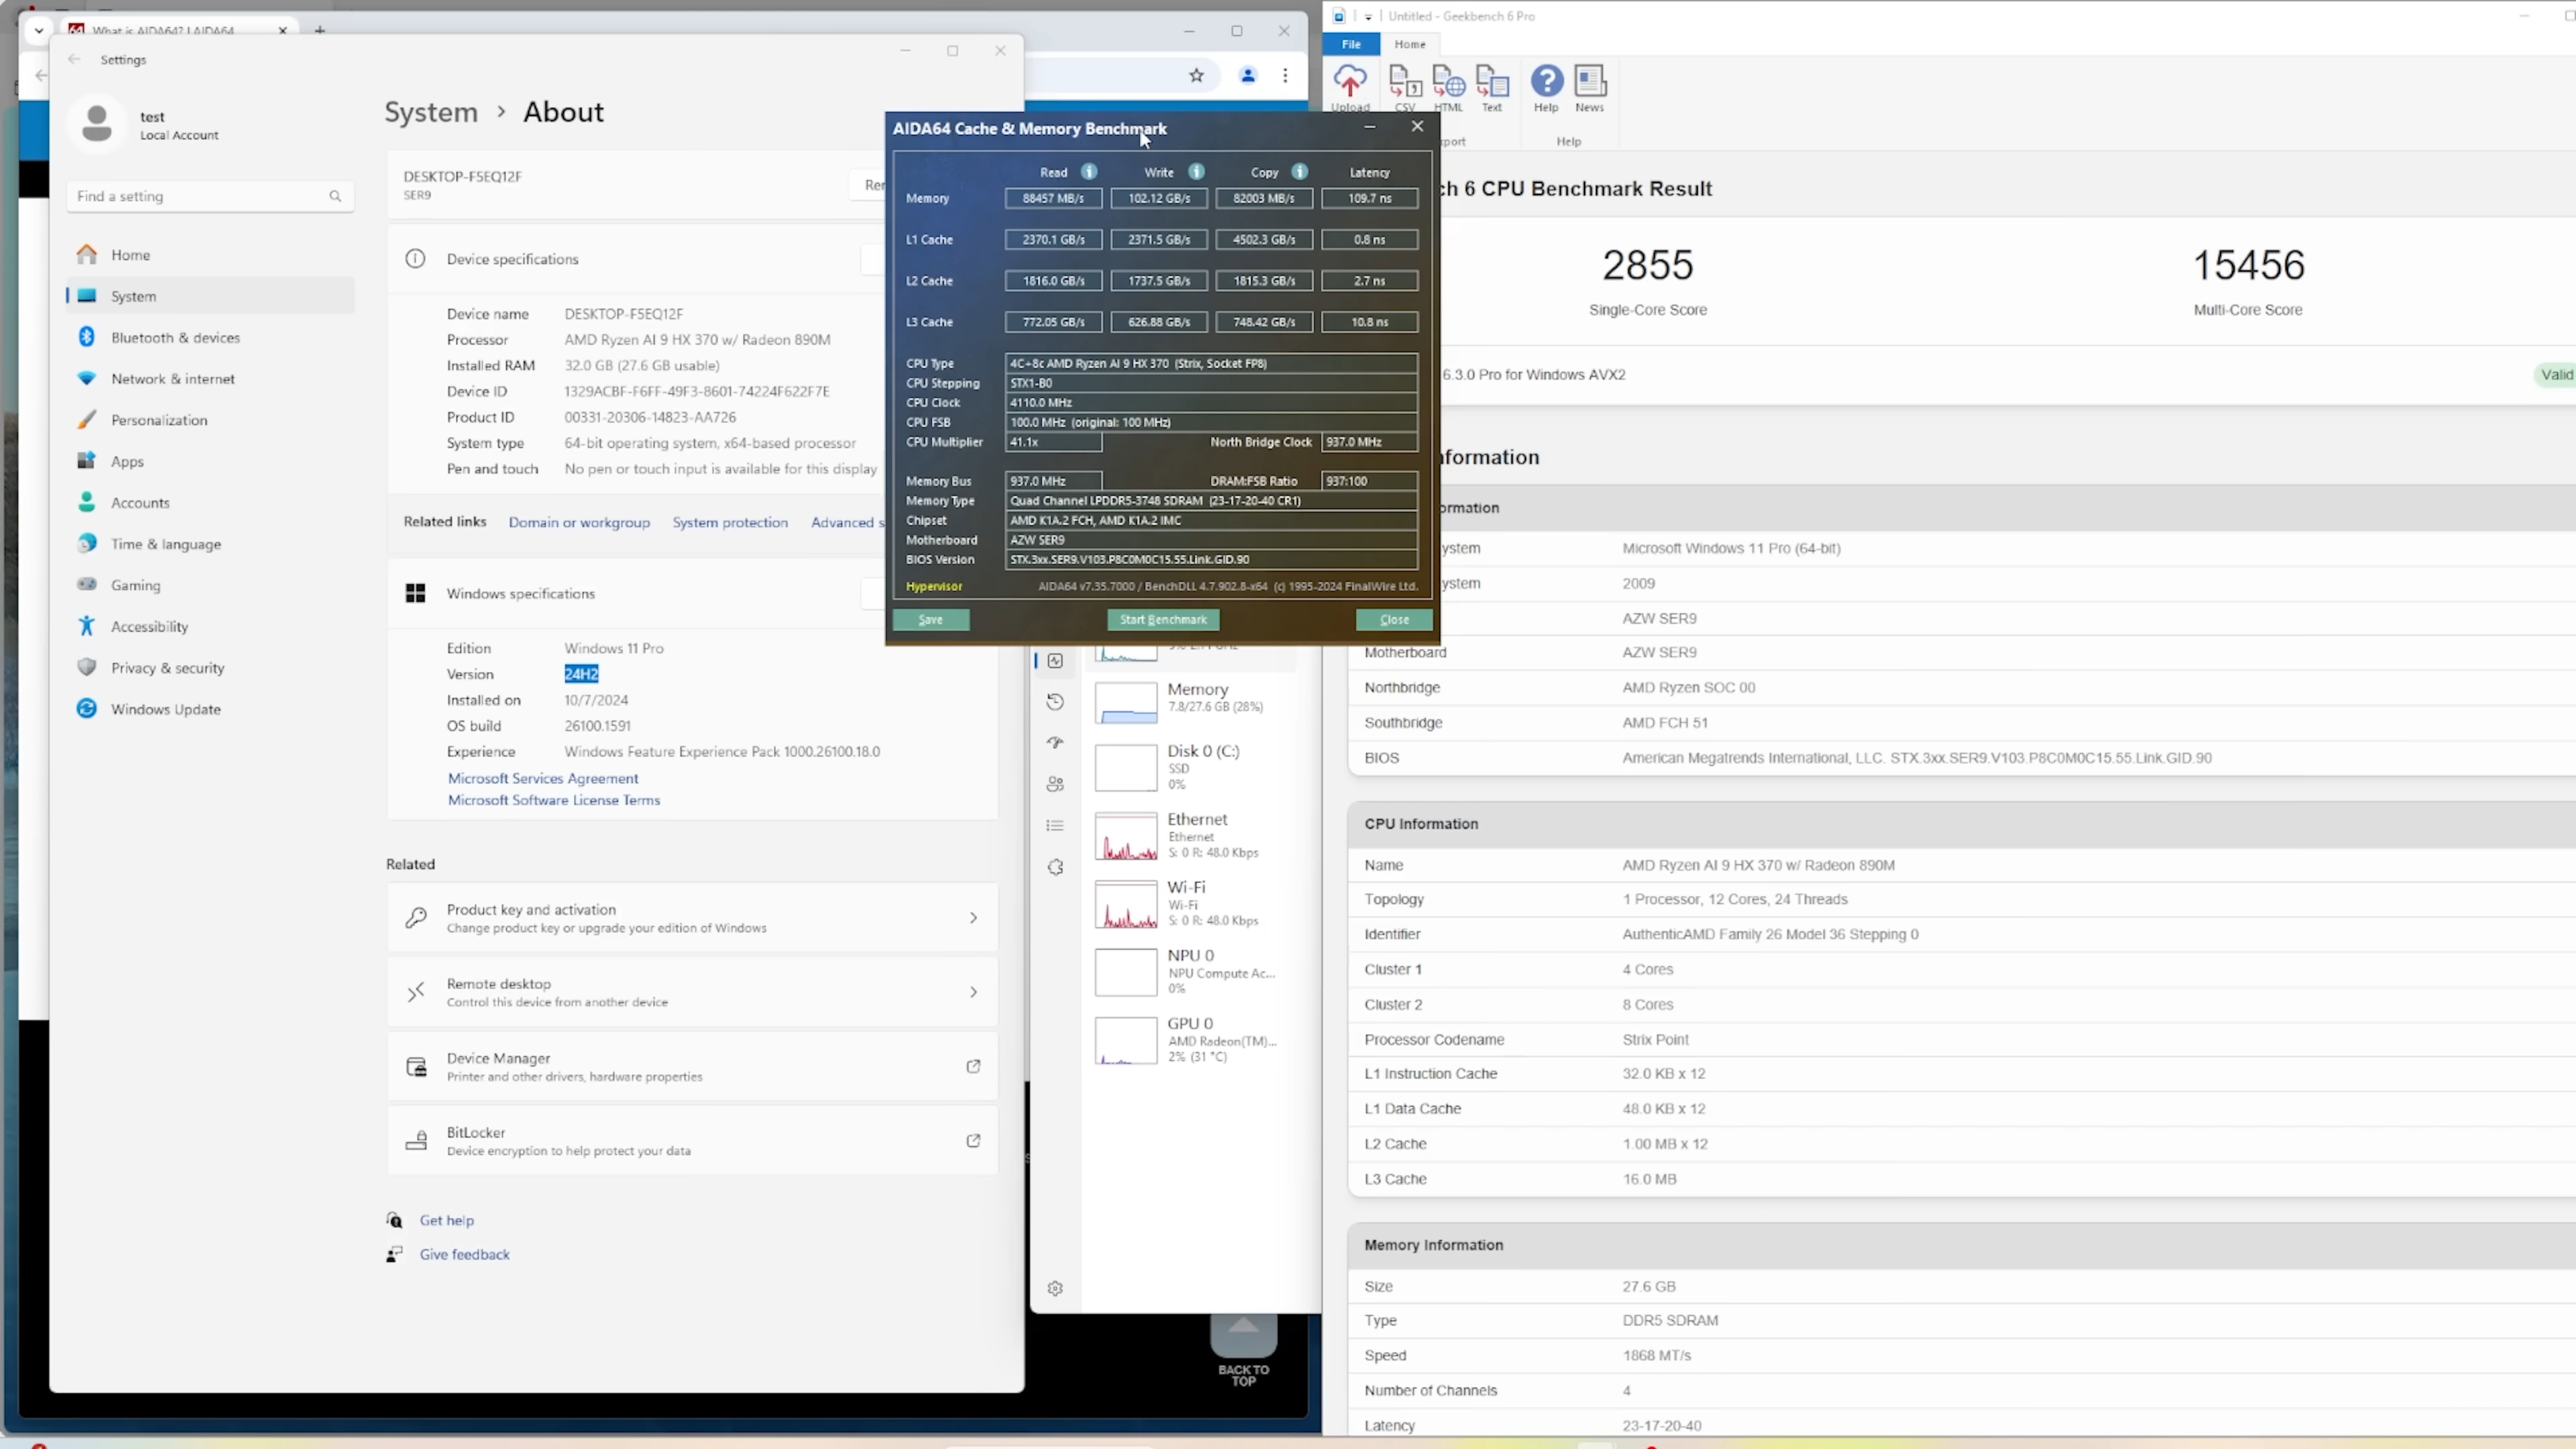 What is AIDA64? | AIDA64
Settings
test
Local Account
Find a setting
Home
System
Bluetooth & devices
Network & internet
Personalization
Apps
Accounts
Time & language
Gaming
Accessibility
Privacy & security
Windows Update
System > About
DESKTOP-F5EQ12F
SER9
Device specifications
Device name DESKTOP-F5EQ12F
Processor AMD Ryzen AI 9 HX 370 w/ Radeon 890M
Installed RAM 32.0 GB (27.6 GB usable)
Device ID 1329ACBF-F6FF-49F3-8601-74224F622F7E
Product ID 00331-20306-14823-AA726
System type 64-bit operating system, x64-based processor
Pen and touch No pen or touch input is available for this display
Related links Domain or workgroup System protection Advanced s
Windows specifications
Edition Windows 11 Pro
Version 24H2
Installed on 10/7/2024
OS build 26100.1591
Experience Windows Feature Experience Pack 1000.26100.18.0
Microsoft Services Agreement
Microsoft Software License Terms
Related
Product key and activation
Change product key or upgrade your edition of Windows
Remote desktop
Control this device from another device
Device Manager
Printer and other drivers, hardware properties
BitLocker
Device encryption to help protect your data
Get help
Give feedback
AIDA64 Cache & Memory Benchmark
Read Write Copy Latency
Memory 88457 MB/s 102.12 GB/s 82003 MB/s 109.7 ns
L1 Cache 2370.1 GB/s 2371.5 GB/s 4502.3 GB/s 0.8 ns
L2 Cache 1816.0 GB/s 1737.5 GB/s 1815.3 GB/s 2.7 ns
L3 Cache 772.05 GB/s 626.88 GB/s 748.42 GB/s 10.8 ns
CPU Type 4C+8c AMD Ryzen AI 9 HX 370 (Strix, Socket FP8)
CPU Stepping STX1-B0
CPU Clock 4110.0 MHz
CPU FSB 100.0 MHz (original: 100 MHz)
CPU Multiplier 41.1x North Bridge Clock 937.0 MHz
Memory Bus 937.0 MHz DRAM:FSB Ratio 937:100
Memory Type Quad Channel LPDDR5-3748 SDRAM (23-17-20-40 CR1)
Chipset AMD K1A.2 FCH, AMD K1A.2 IMC
Motherboard AZW SER9
BIOS Version STX.3xx.SER9.V103.P8C0M0C15.55.Link.GID.90
Hypervisor AIDA64 v7.35.7000 / BenchDLL 4.7.902.8-x64 (c) 1995-2024 FinalWire Ltd.
Save Start Benchmark Close
Memory
7.8/27.6 GB (28%)
Disk 0 (C:)
SSD
0%
Ethernet
Ethernet
S: 0 R: 48.0 Kbps
Wi-Fi
Wi-Fi
S: 0 R: 48.0 Kbps
NPU 0
NPU Compute Ac...
0%
GPU 0
AMD Radeon(TM)...
2% (31 °C)
BACK TO
TOP
Untitled - Geekbench 6 Pro
File Home
Upload CSV HTML Text Help News
port Help
ch 6 CPU Benchmark Result
2855 15456
Single-Core Score Multi-Core Score
6.3.0 Pro for Windows AVX2 Valid
formation
ormation
ystem Microsoft Windows 11 Pro (64-bit)
ystem 2009
AZW SER9
Motherboard AZW SER9
Northbridge AMD Ryzen SOC 00
Southbridge AMD FCH 51
BIOS American Megatrends International, LLC. STX.3xx.SER9.V103.P8C0M0C15.55.Link.GID.90
CPU Information
Name AMD Ryzen AI 9 HX 370 w/ Radeon 890M
Topology 1 Processor, 12 Cores, 24 Threads
Identifier AuthenticAMD Family 26 Model 36 Stepping 0
Cluster 1 4 Cores
Cluster 2 8 Cores
Processor Codename Strix Point
L1 Instruction Cache 32.0 KB x 12
L1 Data Cache 48.0 KB x 12
L2 Cache 1.00 MB x 12
L3 Cache 16.0 MB
Memory Information
Size 27.6 GB
Type DDR5 SDRAM
Speed 1868 MT/s
Number of Channels 4
Latency 23-17-20-40